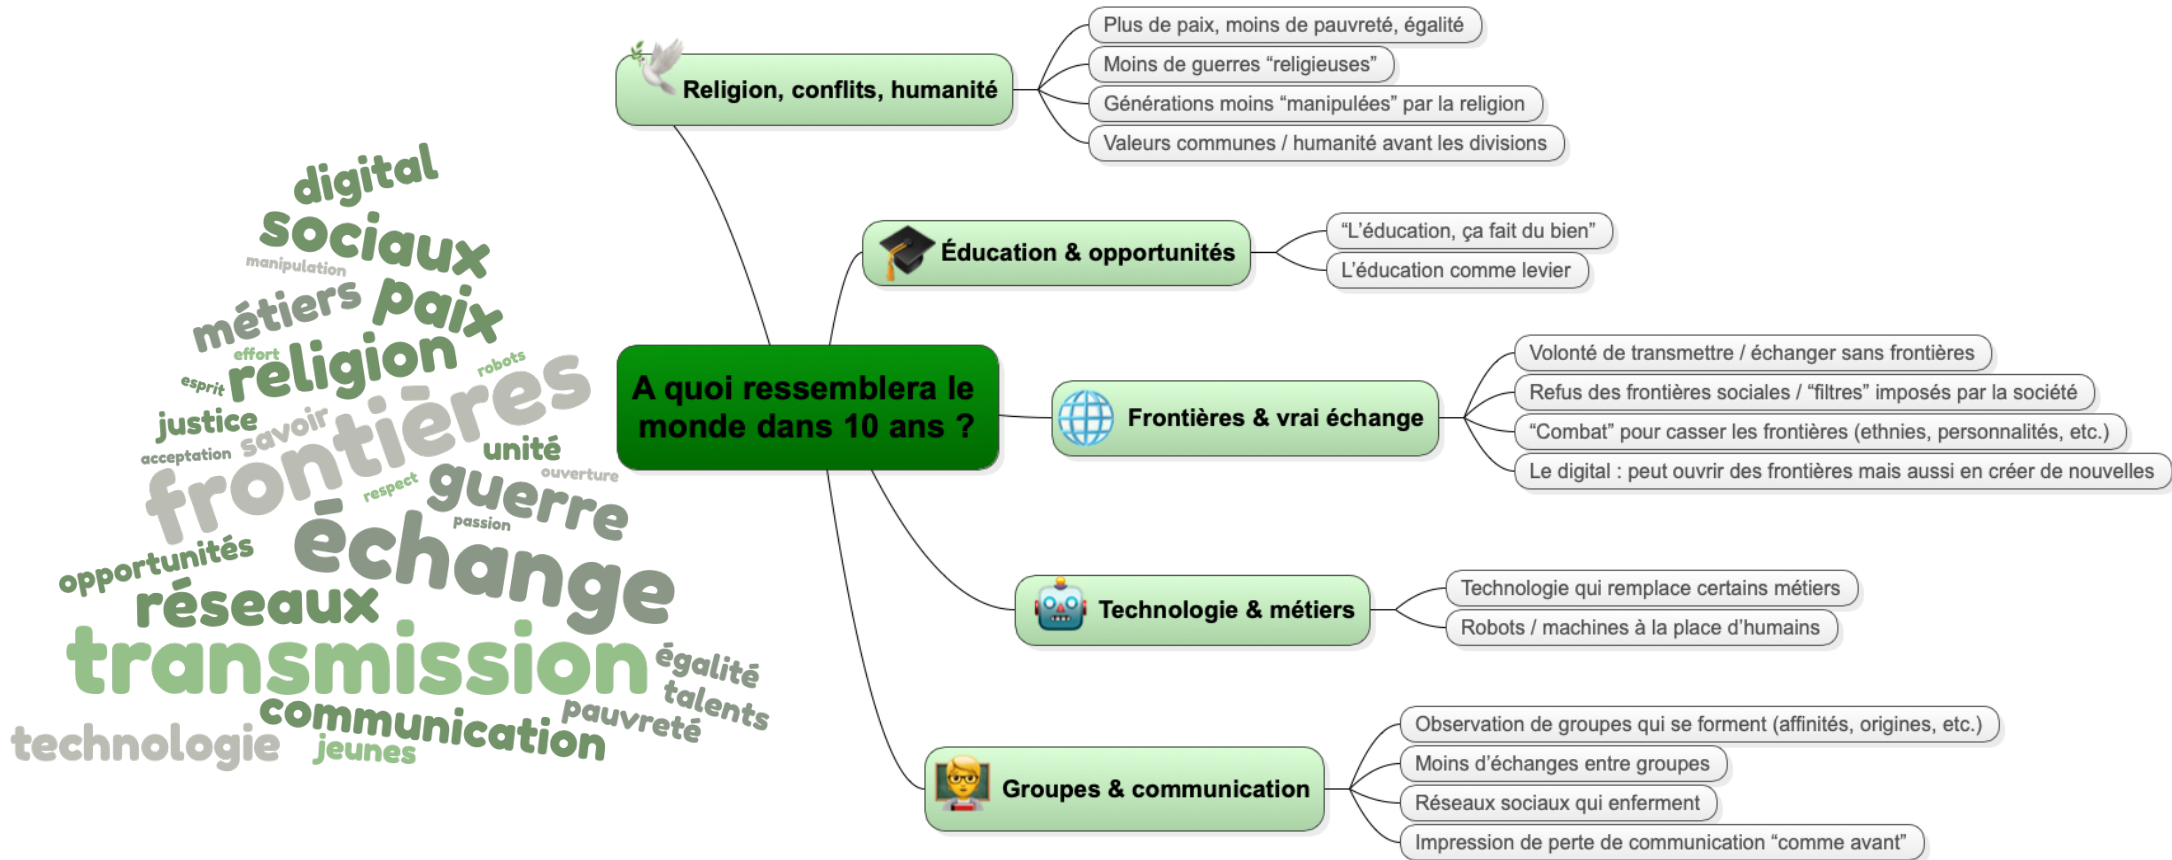 digital
sociaux
manipulation
métiers
paix
effort
religion
robots
esprit
frontières
justice
savoir
acceptation
unité
ouverture
respect
guerre
passion
échange
opportunités
réseaux
transmission
égalité
talents
communication
pauvreté
technologie
jeunes
A quoi ressemblera le
monde dans 10 ans ?
Religion, conflits, humanité
Plus de paix, moins de pauvreté, égalité
Moins de guerres “religieuses”
Générations moins “manipulées” par la religion
Valeurs communes / humanité avant les divisions
Éducation & opportunités
“L’éducation, ça fait du bien”
L’éducation comme levier
Frontières & vrai échange
Volonté de transmettre / échanger sans frontières
Refus des frontières sociales / “filtres” imposés par la société
“Combat” pour casser les frontières (ethnies, personnalités, etc.)
Le digital : peut ouvrir des frontières mais aussi en créer de nouvelles
Technologie & métiers
Technologie qui remplace certains métiers
Robots / machines à la place d’humains
Groupes & communication
Observation de groupes qui se forment (affinités, origines, etc.)
Moins d’échanges entre groupes
Réseaux sociaux qui enferment
Impression de perte de communication “comme avant”